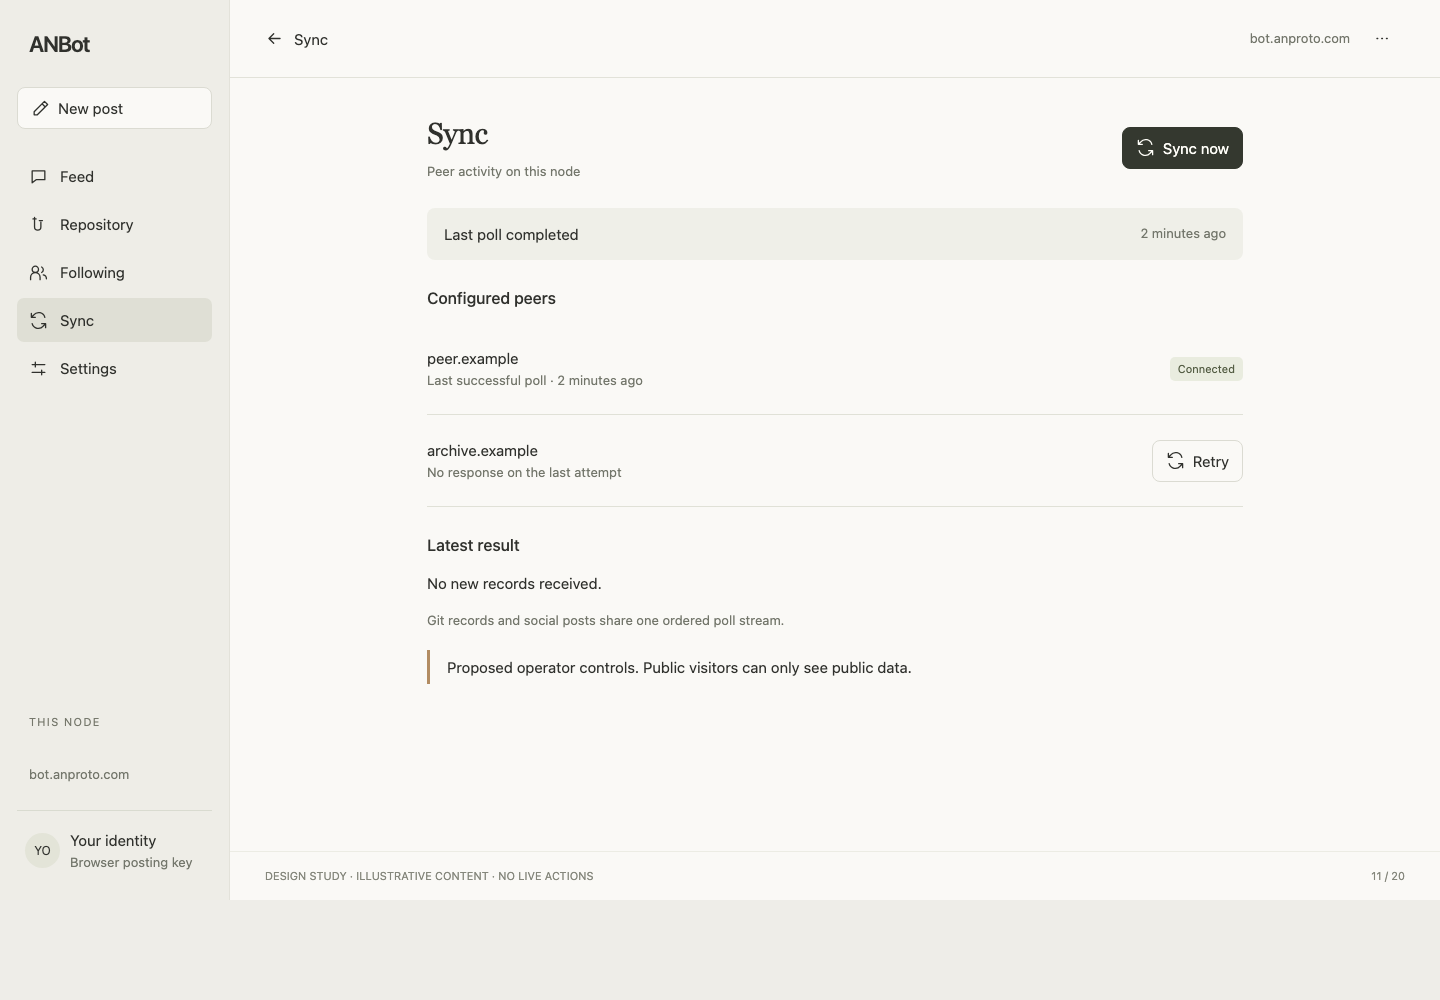 ANBot
New post
Feed
Repository
Following
Sync
Settings
THIS NODE
bot.anproto.com
YO
Your identity
Browser posting key
Sync
bot.anproto.com
Sync
Peer activity on this node
Sync now
Last poll completed
2 minutes ago
Configured peers
peer.example
Last successful poll · 2 minutes ago
Connected
archive.example
No response on the last attempt
Retry
Latest result
No new records received.
Git records and social posts share one ordered poll stream.
Proposed operator controls. Public visitors can only see public data.
DESIGN STUDY · ILLUSTRATIVE CONTENT · NO LIVE ACTIONS
11 / 20